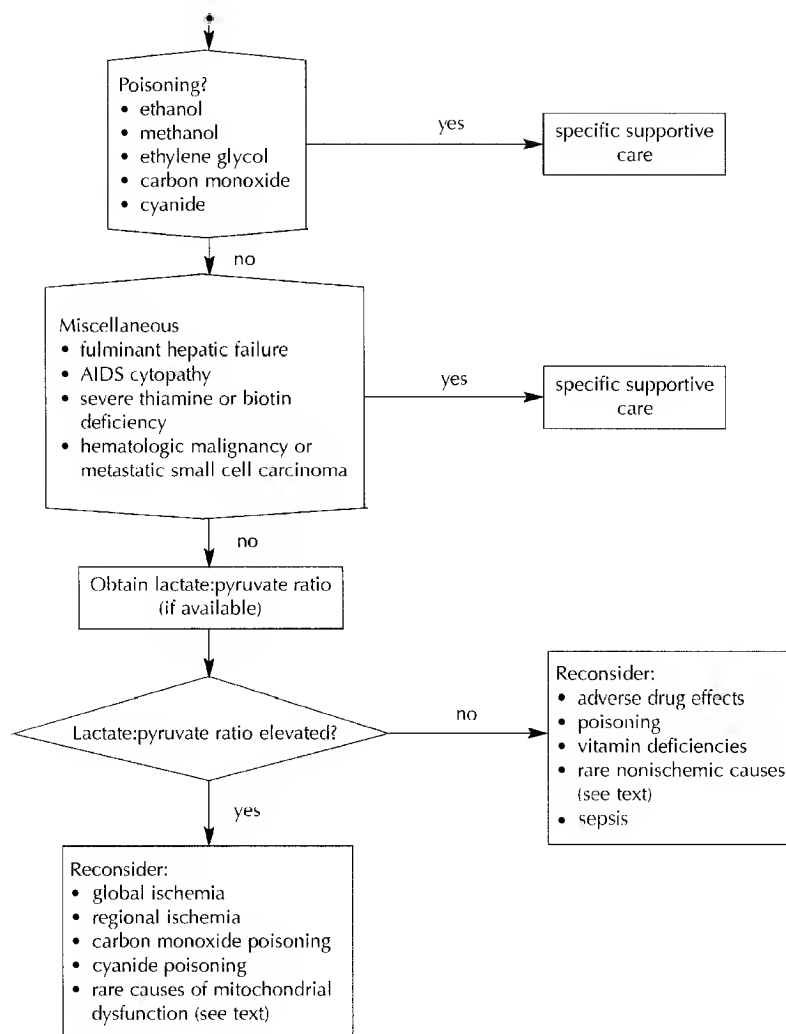 Poisoning?
• ethanol
• methanol
• ethylene glycol
• carbon monoxide
• cyanide
yes
specific supportive
care
no
Miscellaneous
• fulminant hepatic failure
• AIDS cytopathy
• severe thiamine or biotin
deficiency
• hematologic malignancy or
metastatic small cell carcinoma
yes
specific supportive
care
no
Obtain lactate:pyruvate ratio
(if available)
Lactate:pyruvate ratio elevated?
no
Reconsider:
• adverse drug effects
• poisoning
• vitamin deficiencies
• rare nonischemic causes
(see text)
• sepsis
yes
Reconsider:
• global ischemia
• regional ischemia
• carbon monoxide poisoning
• cyanide poisoning
• rare causes of mitochondrial
dysfunction (see text)